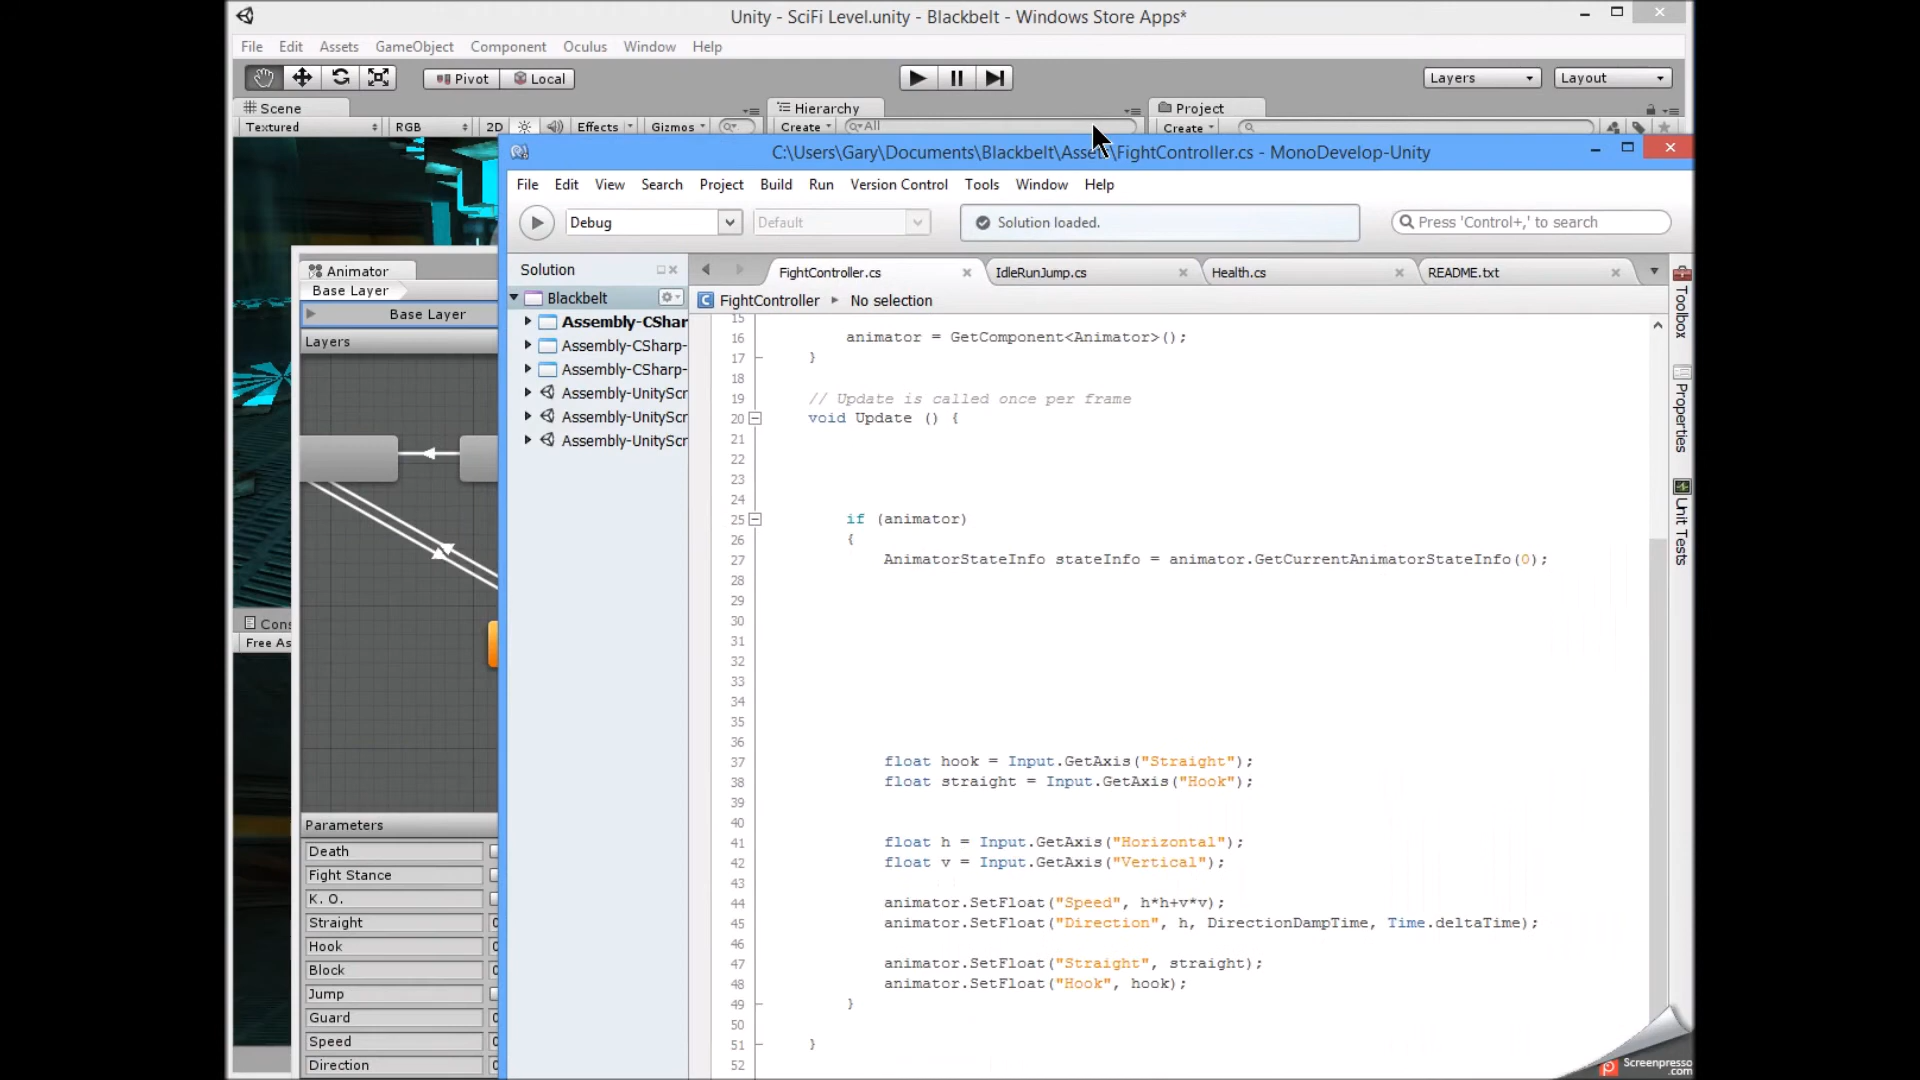 Unity - SciFi Level.unity - Blackbelt - Windows Store Apps*
File Edit Assets GameObject Component Oculus Window Help
Pivot Local Layers Layout
Scene Hierarchy Project
Textured RGB 2D Effects Gizmos Create All Create
C:\Users\Gary\Documents\Blackbelt\Assets\FightController.cs - MonoDevelop-Unity
File Edit View Search Project Build Run Version Control Tools Window Help
Debug Default Solution loaded. Press 'Control+,' to search
Animator
Base Layer
Base Layer
Layers
Free As
Parameters
Death
Fight Stance
K. O.
Straight
Hook
Block
Jump
Guard
Speed
Direction
Solution
Blackbelt
Assembly-CShar
Assembly-CSharp-
Assembly-CSharp-
Assembly-UnityScr
Assembly-UnityScr
Assembly-UnityScr
FightController.cs IdleRunJump.cs Health.cs README.txt
FightController No selection
15
16 animator = GetComponent<Animator>();
17 }
18
19 // Update is called once per frame
20 void Update () {
21
22
23
24
25 if (animator)
26 {
27 AnimatorStateInfo stateInfo = animator.GetCurrentAnimatorStateInfo(0);
28
29
30
31
32
33
34
35
36
37 float hook = Input.GetAxis("Straight");
38 float straight = Input.GetAxis("Hook");
39
40
41 float h = Input.GetAxis("Horizontal");
42 float v = Input.GetAxis("Vertical");
43
44 animator.SetFloat("Speed", h*h+v*v);
45 animator.SetFloat("Direction", h, DirectionDampTime, Time.deltaTime);
46
47 animator.SetFloat("Straight", straight);
48 animator.SetFloat("Hook", hook);
49 }
50
51 }
52
Toolbox
Properties
Unit Tests
Screenpresso
.com